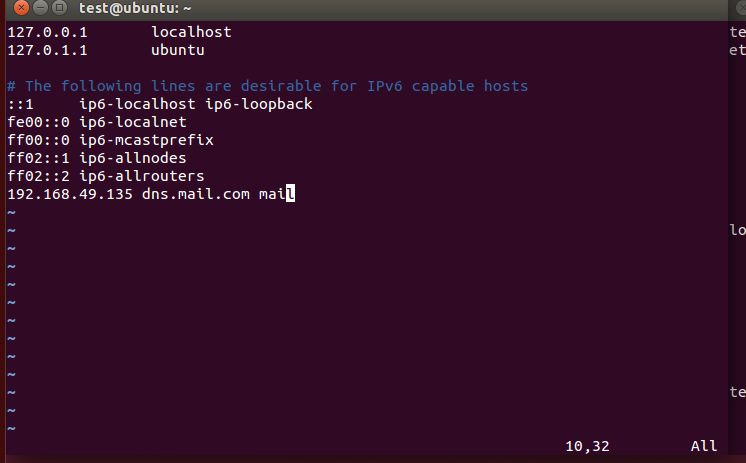 test@ubuntu: ~
127.0.0.1       localhost
127.0.1.1       ubuntu
# The following lines are desirable for IPv6 capable hosts
::1     ip6-localhost ip6-loopback
fe00::0 ip6-localnet
ff00::0 ip6-mcastprefix
ff02::1 ip6-allnodes
ff02::2 ip6-allrouters
192.168.49.135 dns.mail.com mail
~
~
~
~
~
~
~
~
~
~
~
~
~
10,32         All
te
et
lo
te